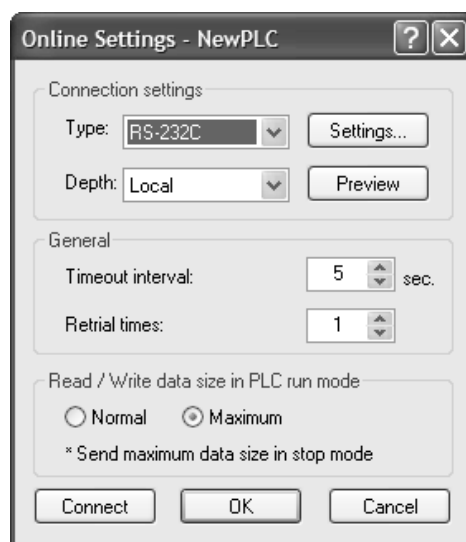 Online Settings - NewPLC
Connection settings
Type: RS-232C Settings...
Depth: Local Preview
General
Timeout interval: 5 sec.
Retrial times: 1
Read / Write data size in PLC run mode
Normal Maximum
* Send maximum data size in stop mode
Connect OK Cancel